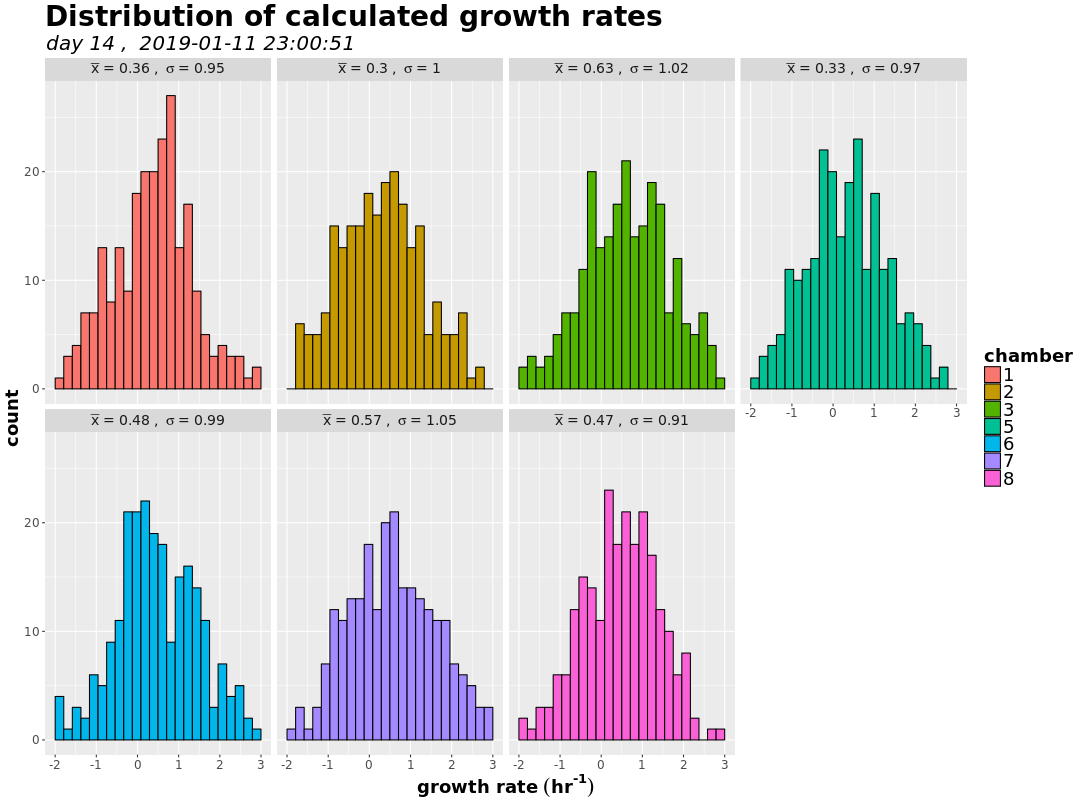 Distribution of calculated growth rates
day 14 ,  2019-01-11 23:00:51
x̅ = 0.36 ,  σ = 0.95
x̅ = 0.3 ,  σ = 1
x̅ = 0.63 ,  σ = 1.02
x̅ = 0.33 ,  σ = 0.97
20
10
0
-2 -1 0 1 2 3
x̅ = 0.48 ,  σ = 0.99
x̅ = 0.57 ,  σ = 1.05
x̅ = 0.47 ,  σ = 0.91
20
10
0
-2 -1 0 1 2 3
-2 -1 0 1 2 3
-2 -1 0 1 2 3
count
growth rate (hr⁻¹)
chamber
1
2
3
5
6
7
8